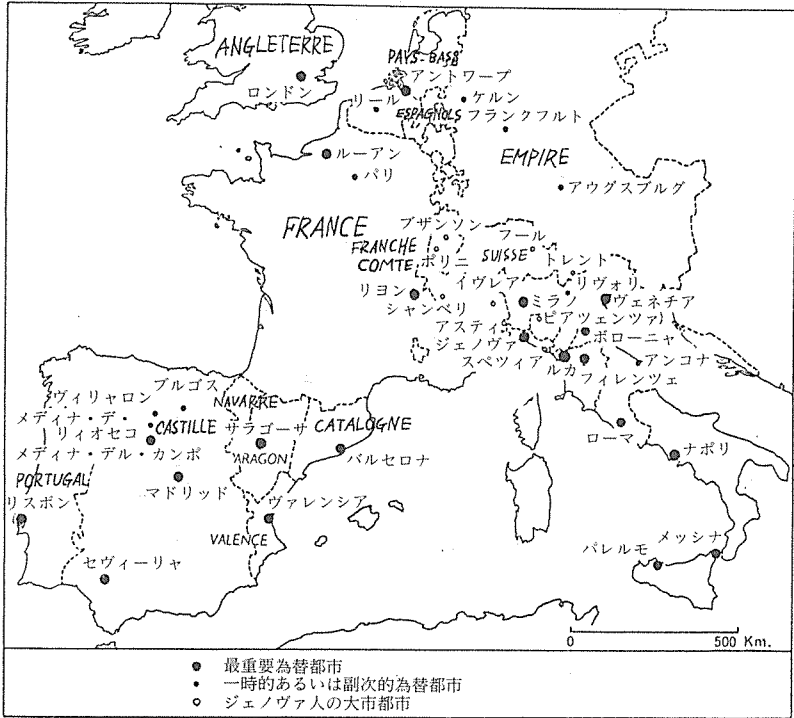 ANGLETERRE
ロンドン
PAYS-BASB
アントワープ
リール
ケルン
ESPAGNOLS
フランクフルト
ルーアン
パリ
EMPIRE
アウグスブルグ
FRANCE
ブザンソン
フール
FRANCHE
COMTE
ポリニ
SUISSE
トレント
イヴレア
リヴォリ
リヨン
ミラノ
ヴェネチア
シャンベリ
(ピアツェンツァ)
アスティ
ボローニャ
ジェノヴァ
スペツィア
ルカ
アンコナ
フィレンツェ
ブルゴス
ヴィリャロン
NAVARRE
メディナ・デ・
リィオセコ
CASTILLE
サラゴーサ
CATALOGNE
メディナ・デル・カンポ
ARAGON
バルセロナ
ローマ
ナポリ
PORTUGAL
マドリッド
リスボン
ヴァレンシア
VALENCE
メッシナ
パレルモ
セヴィーリャ
0 500 Km.
● 最重要為替都市
• 一時的あるいは副次的為替都市
○ ジェノヴァ人の大市都市